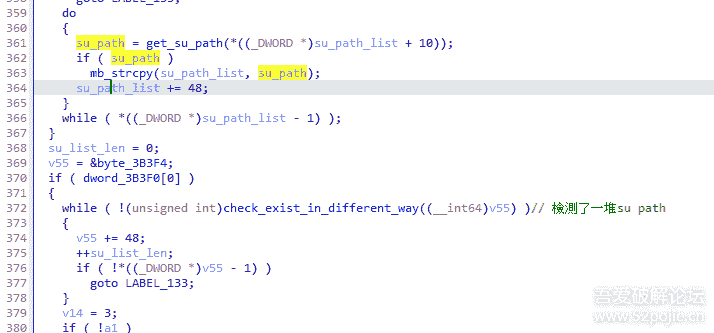 358 goto LABEL_133;
359 do
360 {
361 su_path = get_su_path(*((_DWORD *)su_path_list + 10));
362 if ( su_path )
363 mb_strcpy(su_path_list, su_path);
364 su_path_list += 48;
365 }
366 while ( *((_DWORD *)su_path_list - 1) );
367 }
368 su_list_len = 0;
369 v55 = &byte_3B3F4;
370 if ( dword_3B3F0[0] )
371 {
372 while ( !(unsigned int)check_exist_in_different_way((__int64)v55) )// 檢測了一堆su path
373 {
374 v55 += 48;
375 ++su_list_len;
376 if ( !*((_DWORD *)v55 - 1) )
377 goto LABEL_133;
378 }
379 v14 = 3;
380 if ( !a1 )
吾爱破解论坛
www.52pojie.cn